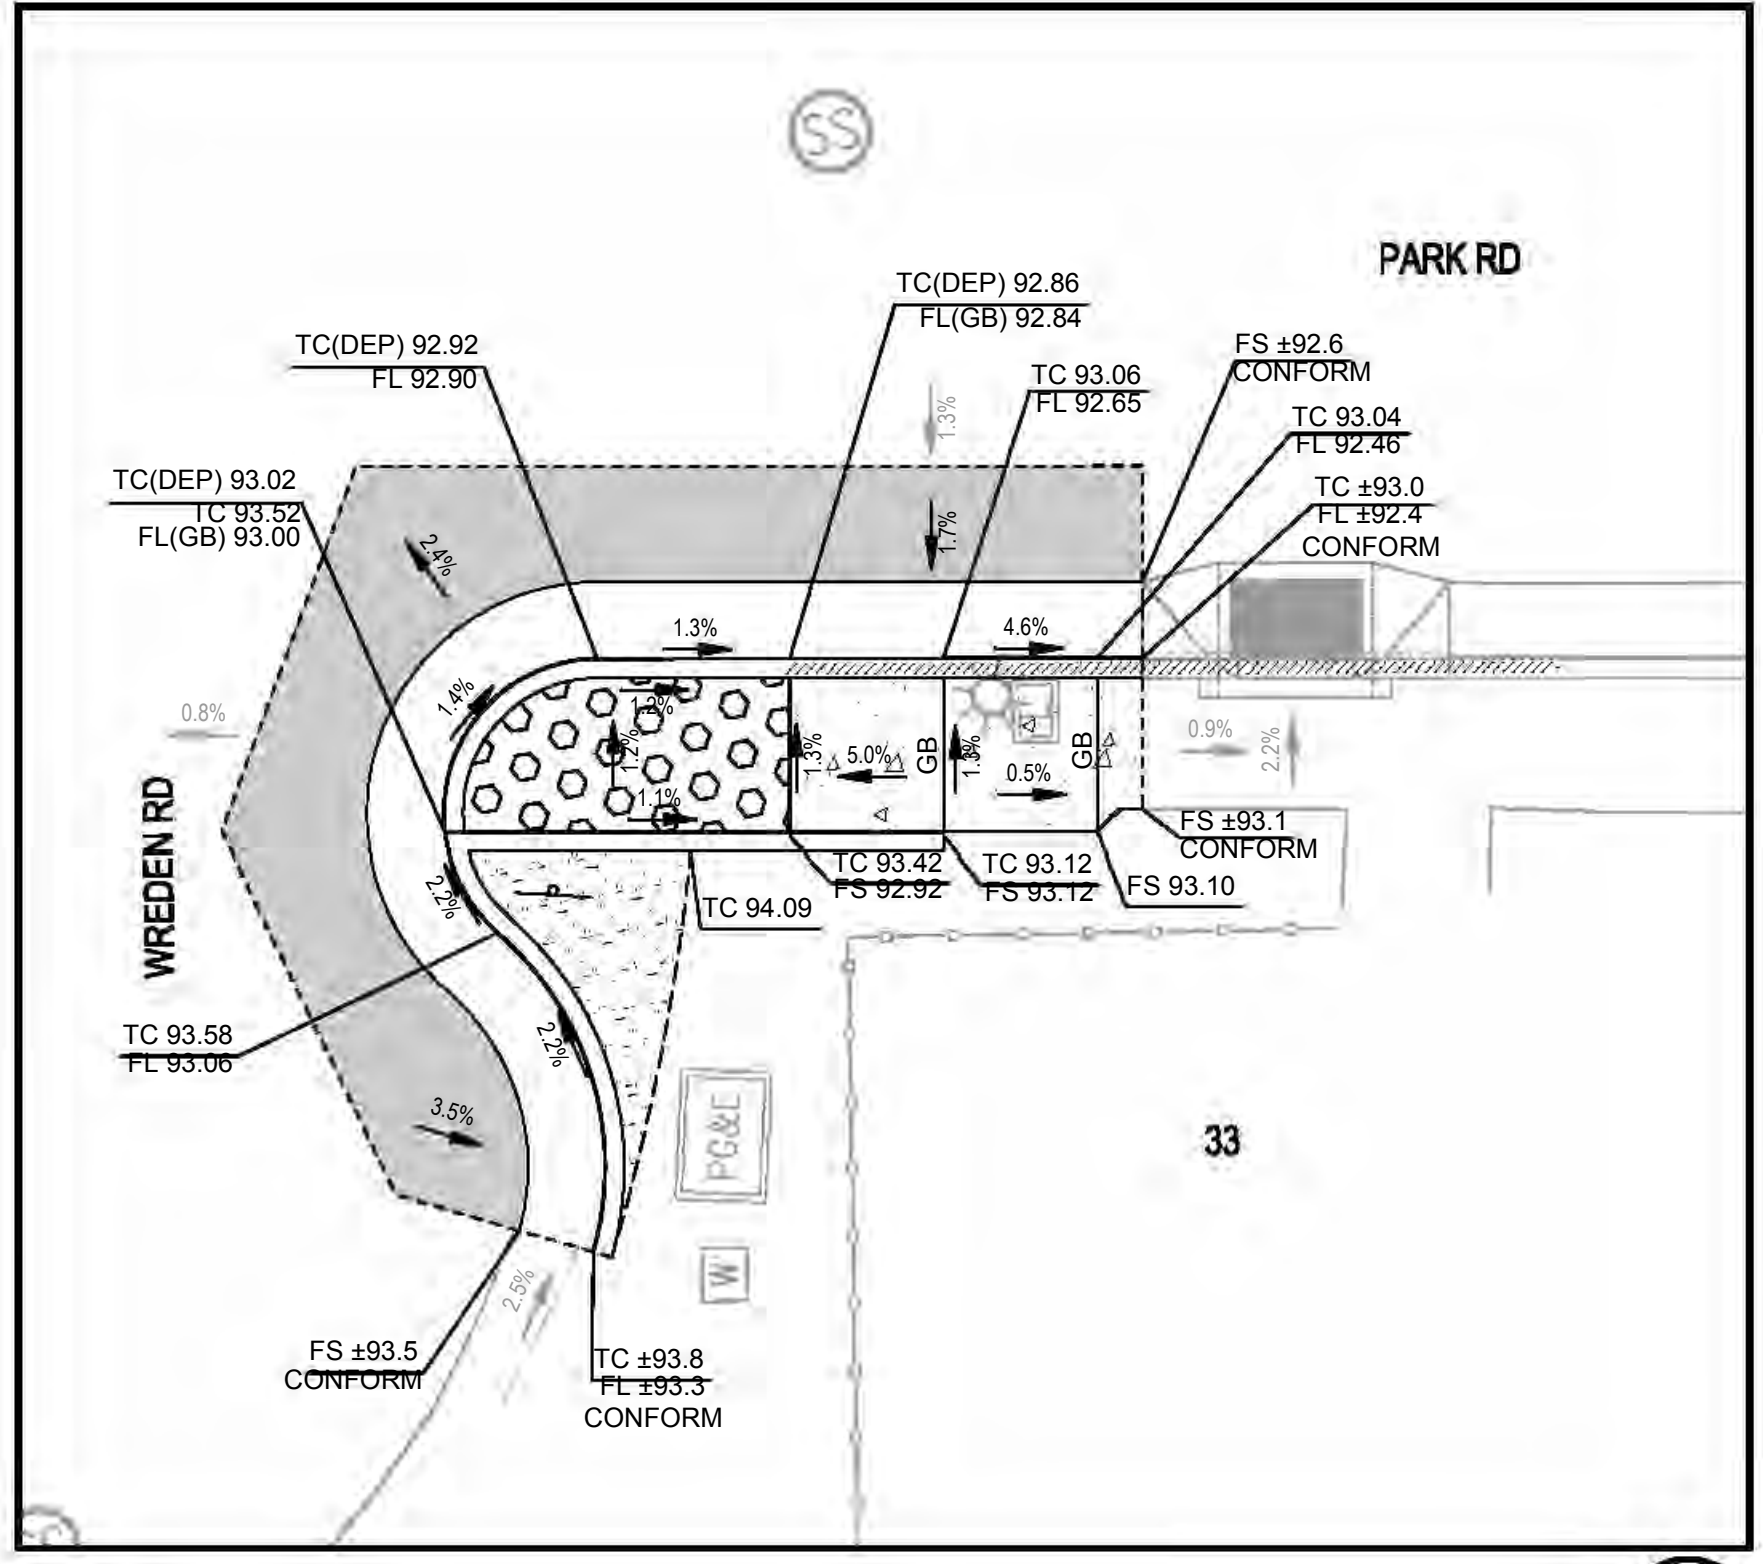 SS
PARK RD
TC(DEP) 92.86
FL(GB) 92.84
TC(DEP) 92.92
FL 92.90
FS ±92.6
CONFORM
TC 93.06
FL 92.65
TC 93.04
FL 92.46
TC(DEP) 93.02
TC 93.52
FL(GB) 93.00
TC ±93.0
FL ±92.4
CONFORM
1.3%
1.7%
2.4%
1.3%
4.6%
1.4%
1.2%
0.8%
1.2%
1.3%
5.0%
GB
1.3%
0.5%
GB
0.9%
2.2%
1.1%
WREDEN RD
FS ±93.1
CONFORM
TC 93.42
FS 92.92
TC 93.12
FS 93.12
FS 93.10
2.2%
TC 94.09
TC 93.58
FL 93.06
2.2%
3.5%
PG&E
33
W
2.5%
FS ±93.5
CONFORM
TC ±93.8
FL ±93.3
CONFORM